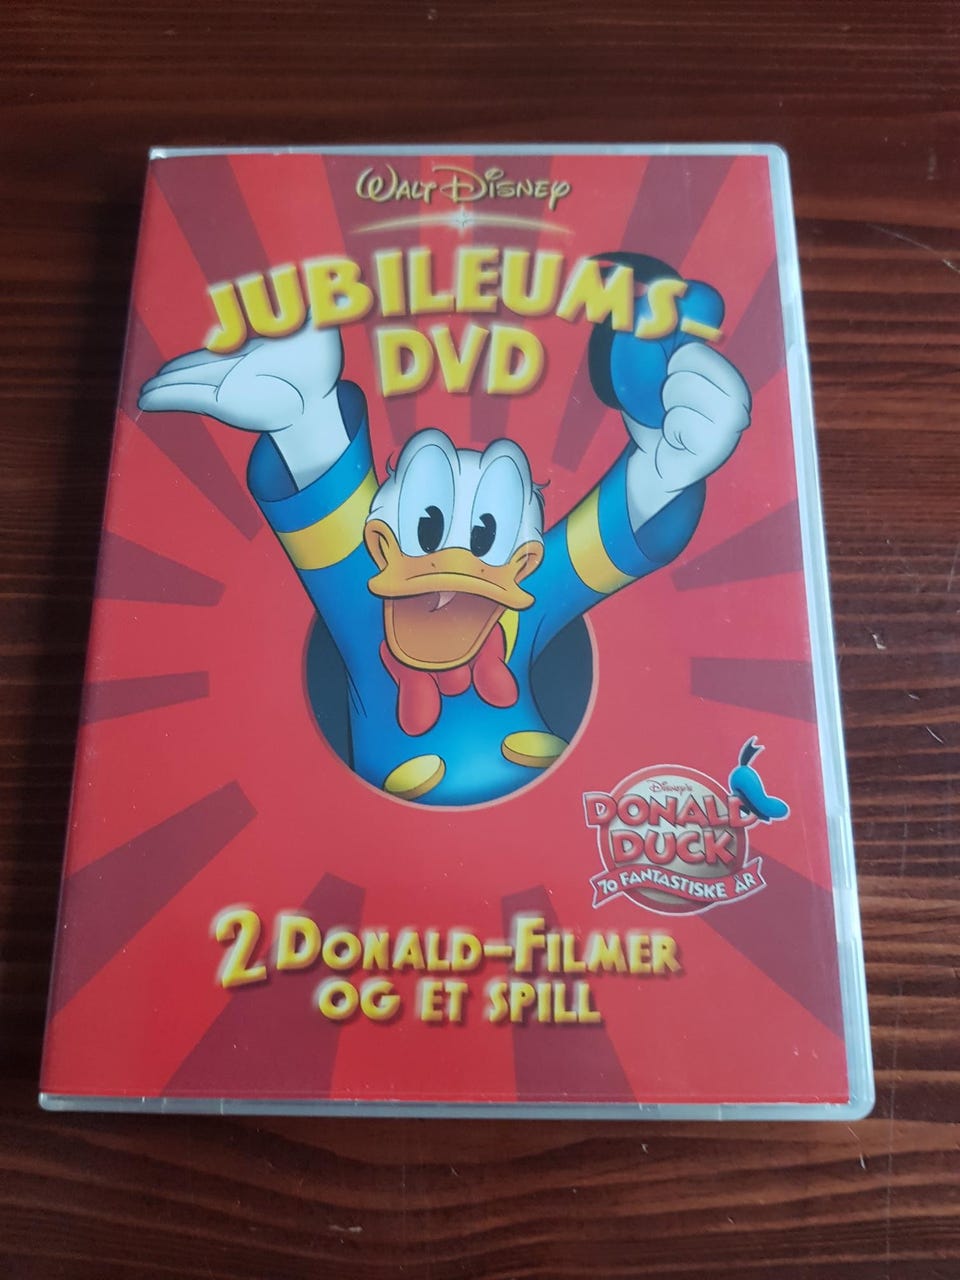 WALT DISNEY
JUBILEUMS-
DVD
Disney's
DONALD
DUCK
70 FANTASTISKE ÅR
2 DONALD-FILMER
OG ET SPILL